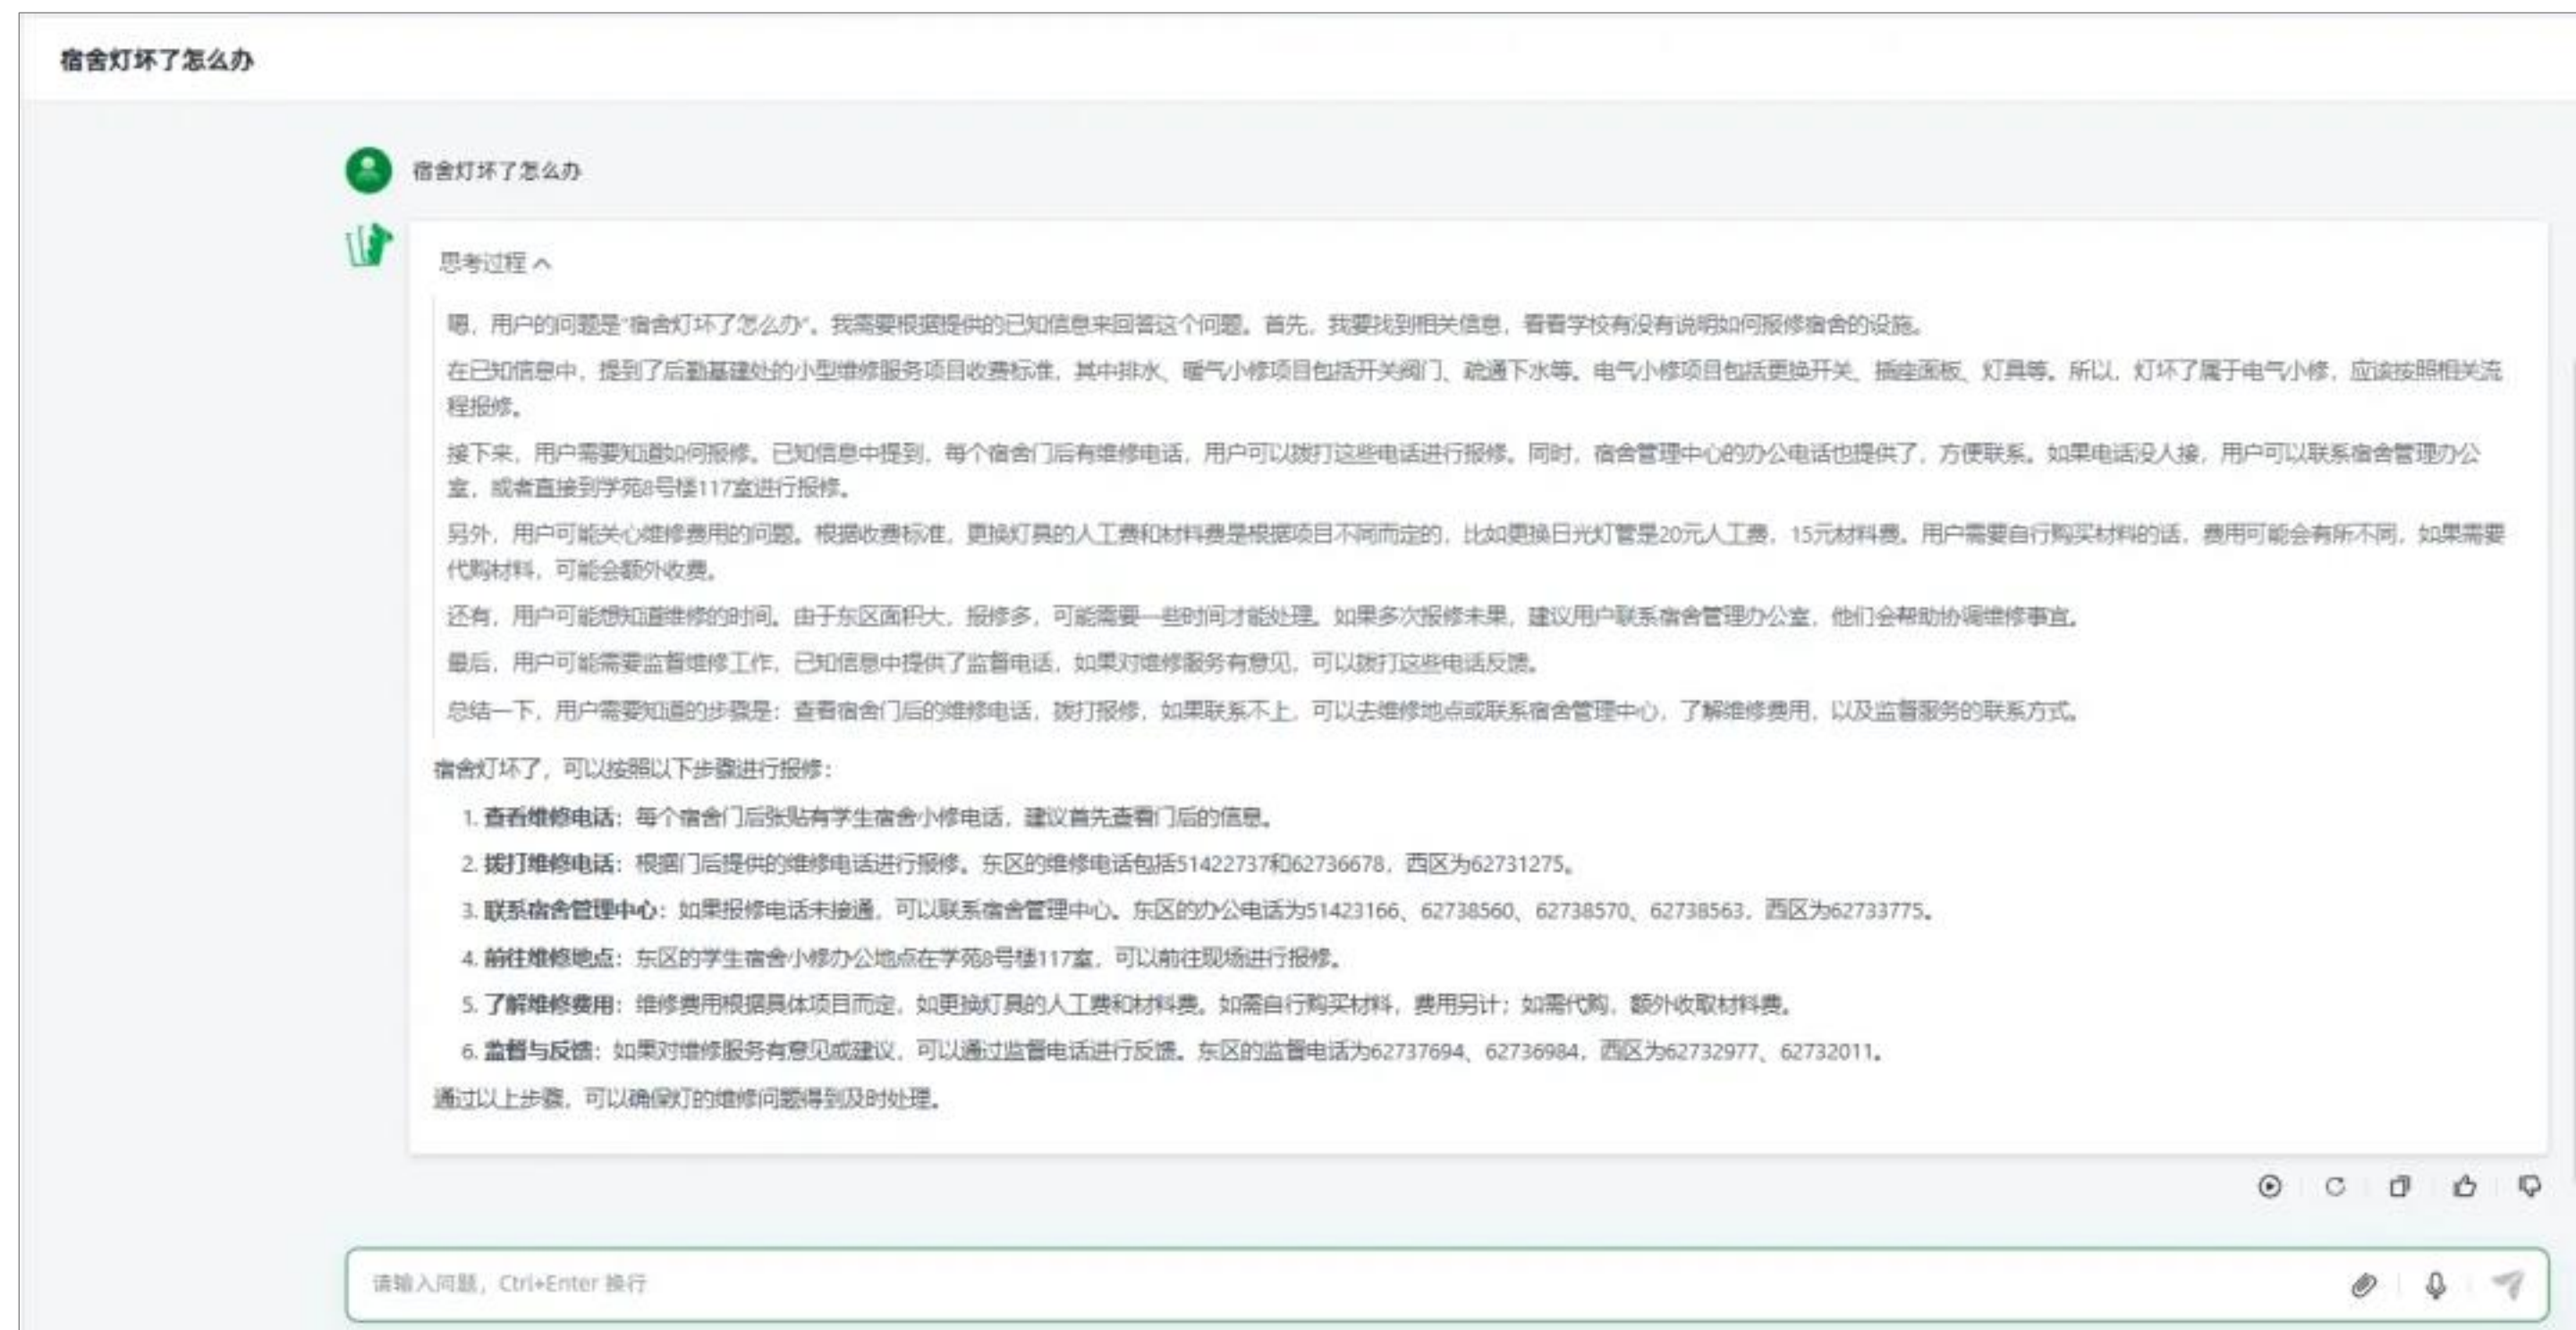 宿舍灯坏了怎么办
宿舍灯坏了怎么办
思考过程
嗯，用户的问题是“宿舍灯坏了怎么办”。我需要根据提供的已知信息来回答这个问题。首先，我要找到相关信息，看看学校有没有说明如何报修宿舍的设施。
在已知信息中，提到了后勤基建处的小型维修服务项目收费标准，其中排水、暖气小修项目包括开关阀门、疏通下水等。电气小修项目包括更换开关、插座面板、灯具等。所以，灯坏了属于电气小修，应该按照相关流
程报修。
接下来，用户需要知道如何报修。已知信息中提到，每个宿舍门后有维修电话，用户可以拨打这些电话进行报修。同时，宿舍管理中心的办公电话也提供了，方便联系。如果电话没人接，用户可以联系宿舍管理办公
室，或者直接到学苑8号楼117室进行报修。
另外，用户可能关心维修费用的问题。根据收费标准，更换灯具的人工费和材料费是根据项目不同而定的，比如更换日光灯管是20元人工费，15元材料费。用户需要自行购买材料的话，费用可能会有所不同，如果需要
代购材料，可能会额外收费。
还有，用户可能想知道维修的时间。由于东区面积大，报修多，可能需要一些时间才能处理。如果多次报修未果，建议用户联系宿舍管理办公室，他们会帮助协调维修事宜。
最后，用户可能需要监督维修工作，已知信息中提供了监督电话，如果对维修服务有意见，可以拨打这些电话反馈。
总结一下，用户需要知道的步骤是：查看宿舍门后的维修电话，拨打报修，如果联系不上，可以去维修地点或联系宿舍管理中心，了解维修费用，以及监督服务的联系方式。
宿舍灯坏了，可以按照以下步骤进行报修：
1. 查看维修电话：每个宿舍门后张贴有学生宿舍小修电话，建议首先查看门后的信息。
2. 拨打维修电话：根据门后提供的维修电话进行报修。东区的维修电话包括51422737和62736678，西区为62731275。
3. 联系宿舍管理中心：如果报修电话未接通，可以联系宿舍管理中心。东区的办公电话为51423166、62738560、62738570、62738563，西区为62733775。
4. 前往维修地点：东区的学生宿舍小修办公地点在学苑8号楼117室，可以前往现场进行报修。
5. 了解维修费用：维修费用根据具体项目而定，如更换灯具的人工费和材料费。如需自行购买材料，费用另计；如需代购，额外收取材料费。
6. 监督与反馈：如果对维修服务有意见或建议，可以通过监督电话进行反馈。东区的监督电话为62737694、62736984，西区为62732977、62732011。
通过以上步骤，可以确保灯的维修问题得到及时处理。
请输入问题，Ctrl+Enter 换行